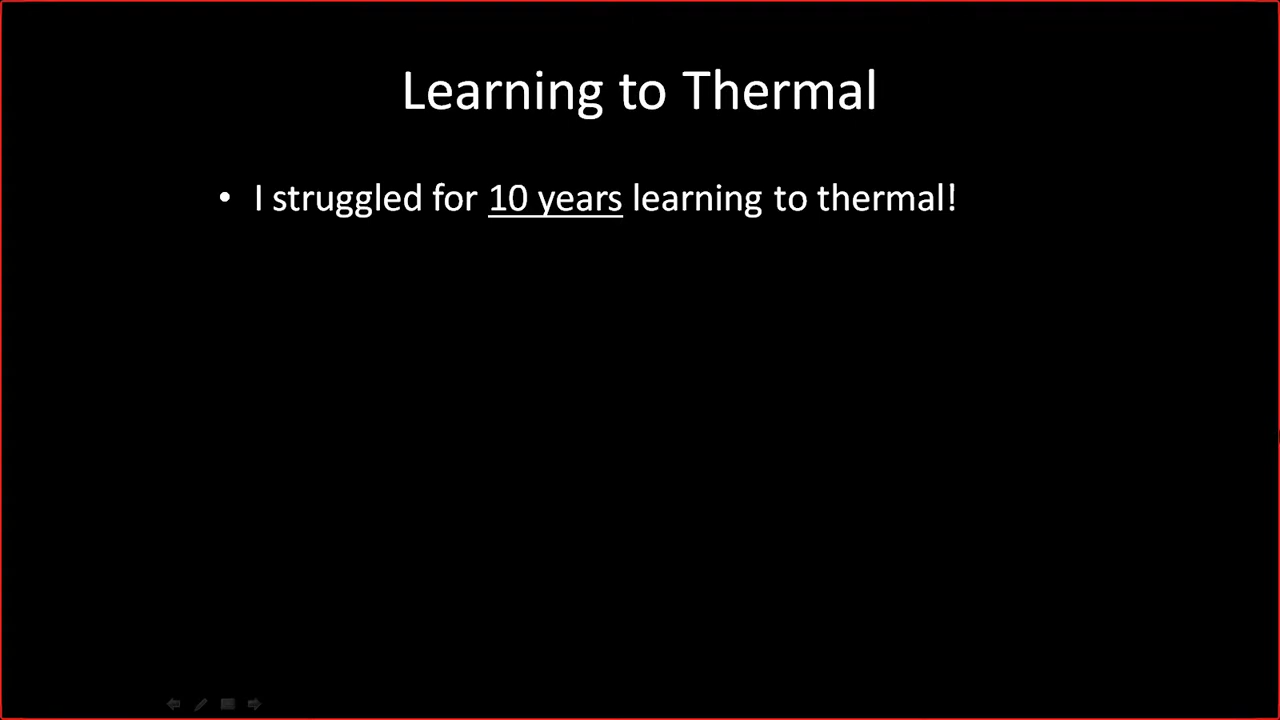 Learning to Thermal
• I struggled for 10 years learning to thermal!